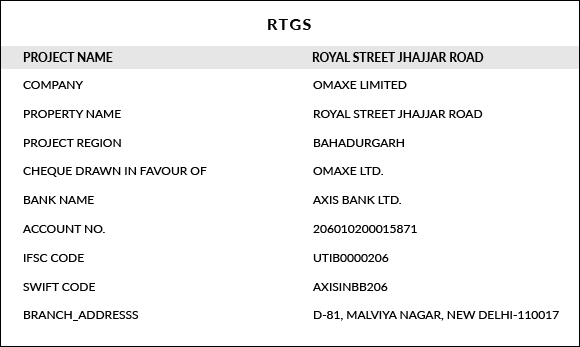 RTGS
PROJECT NAME ROYAL STREET JHAJJAR ROAD
COMPANY OMAXE LIMITED
PROPERTY NAME ROYAL STREET JHAJJAR ROAD
PROJECT REGION BAHADURGARH
CHEQUE DRAWN IN FAVOUR OF OMAXE LTD.
BANK NAME AXIS BANK LTD.
ACCOUNT NO. 206010200015871
IFSC CODE UTIB0000206
SWIFT CODE AXISINBB206
BRANCH_ADDRESSS D-81, MALVIYA NAGAR, NEW DELHI-110017